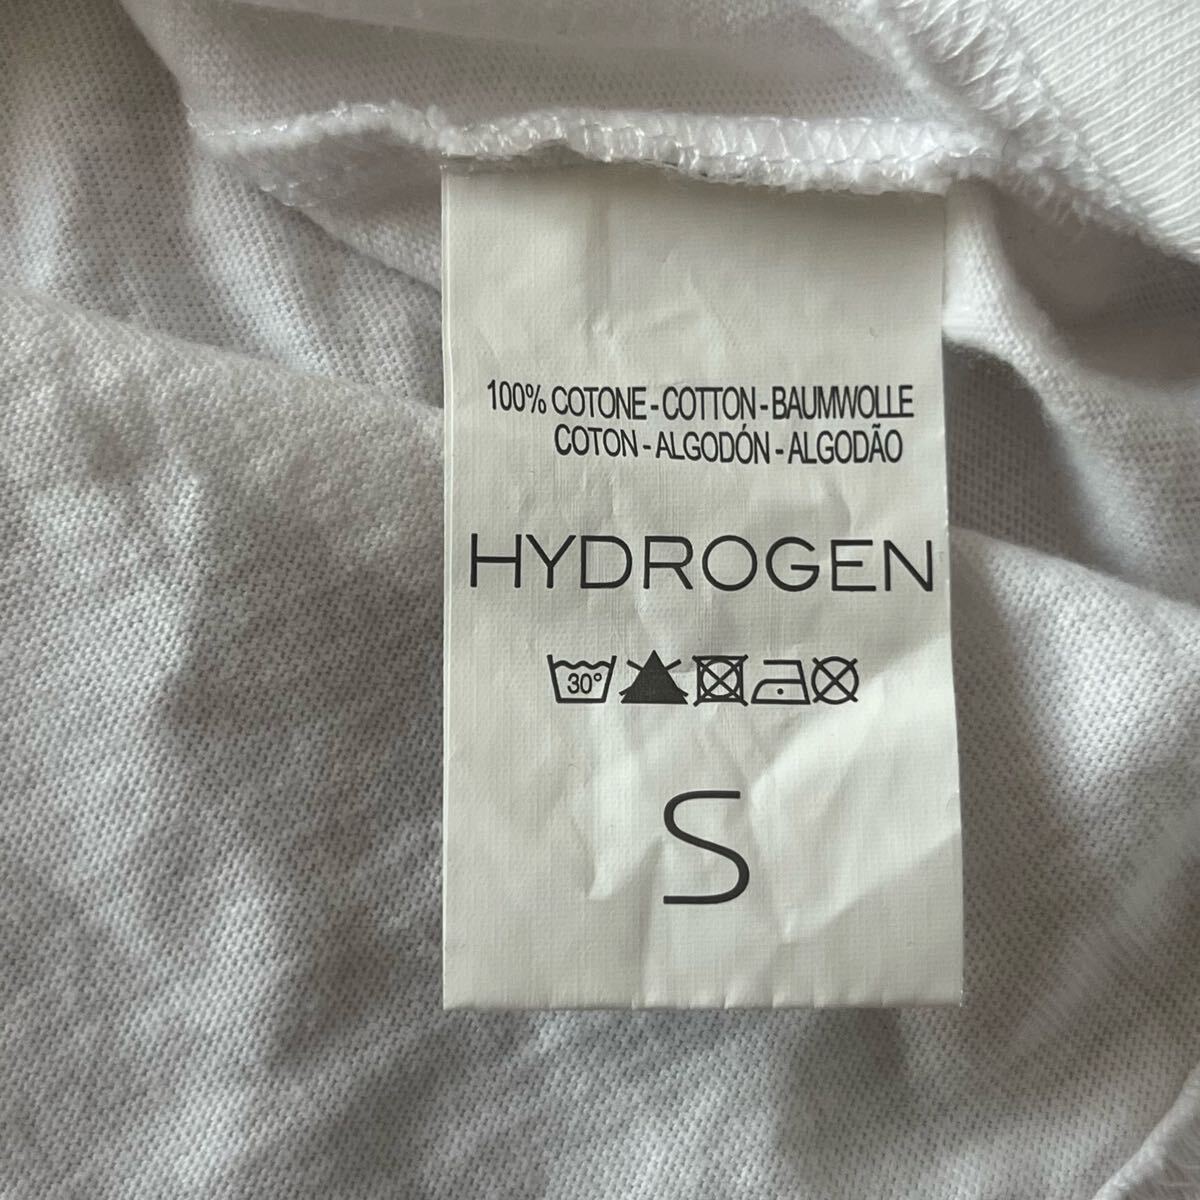 100% COTONE-COTTON-BAUMWOLLE
COTON-ALGODÓN-ALGODÃO
HYDROGEN
30°
S